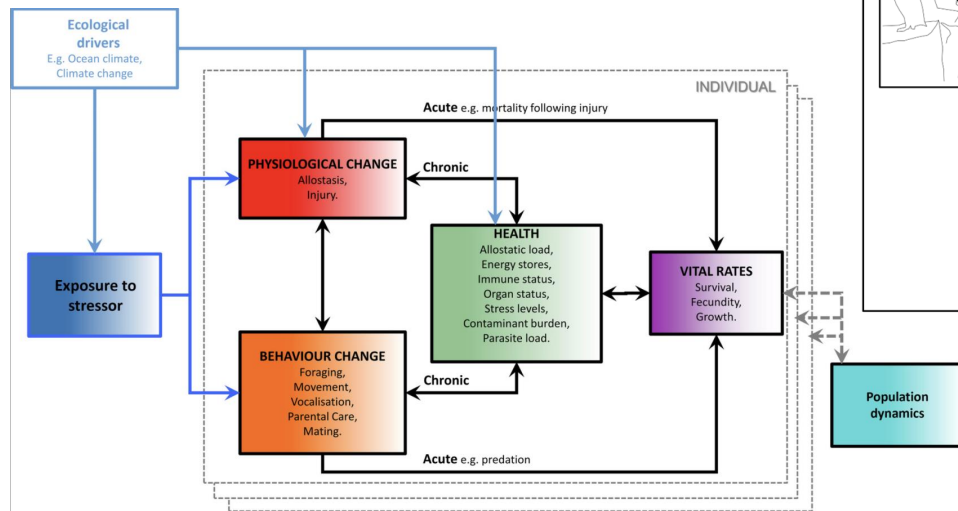 Ecological
drivers
E.g. Ocean climate,
Climate change
INDIVIDUAL
Acute e.g. mortality following injury
PHYSIOLOGICAL CHANGE
Allostasis,
Injury.
Chronic
HEALTH
Allostatic load,
Energy stores,
Immune status,
Organ status,
Stress levels,
Contaminant burden,
Parasite load.
VITAL RATES
Survival,
Fecundity,
Growth.
Exposure to
stressor
BEHAVIOUR CHANGE
Foraging,
Movement,
Vocalisation,
Parental Care,
Mating.
Chronic
Acute e.g. predation
Population
dynamics